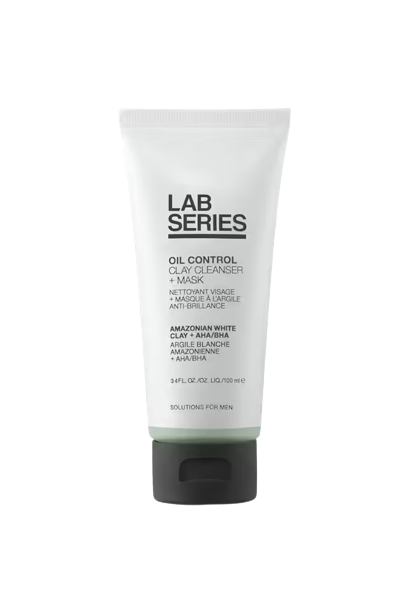 LAB
SERIES
OIL CONTROL
CLAY CLEANSER
+ MASK
NETTOYANT VISAGE
+ MASQUE À L'ARGILE
ANTI-BRILLANCE
AMAZONIAN WHITE
CLAY + AHA/BHA
ARGILE BLANCHE
AMAZONIENNE
+ AHA/BHA
3.4 FL. OZ./OZ. LIQ./100 ml e
SOLUTIONS FOR MEN